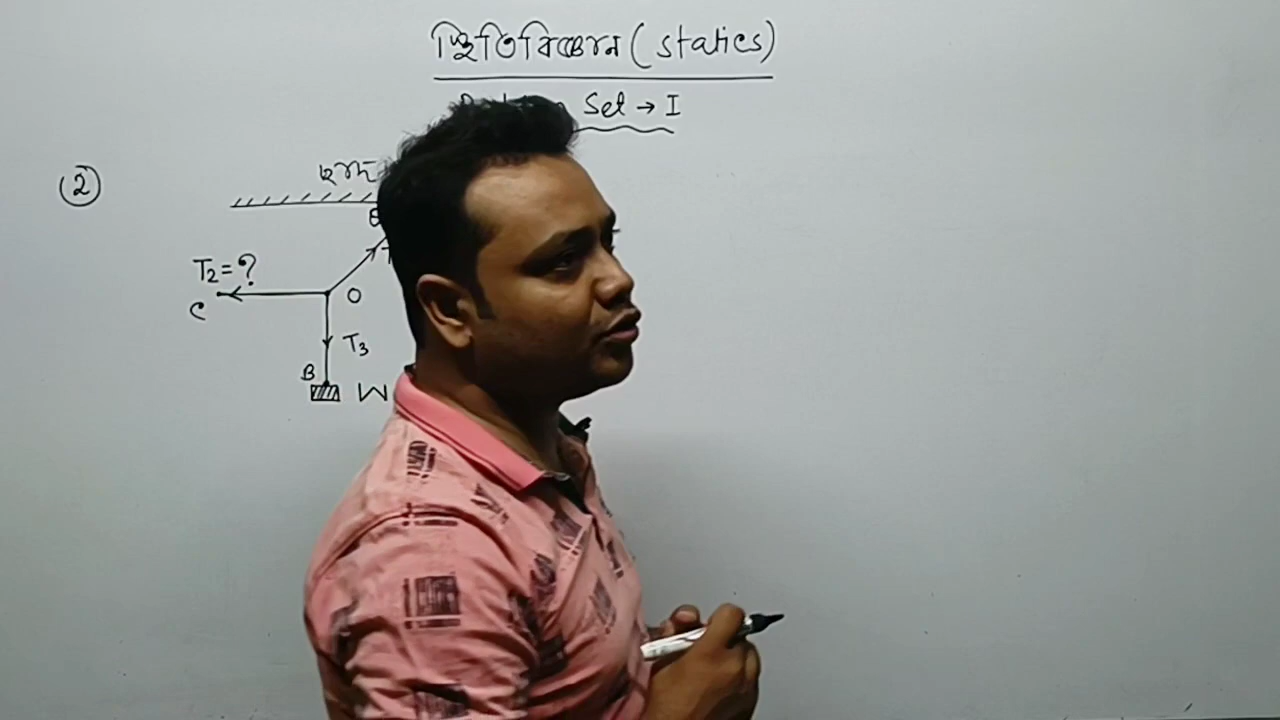 স্থিতিবিজ্ঞান (statics)
Set → I
②
T₂ = ?
C
O
T₃
B
W